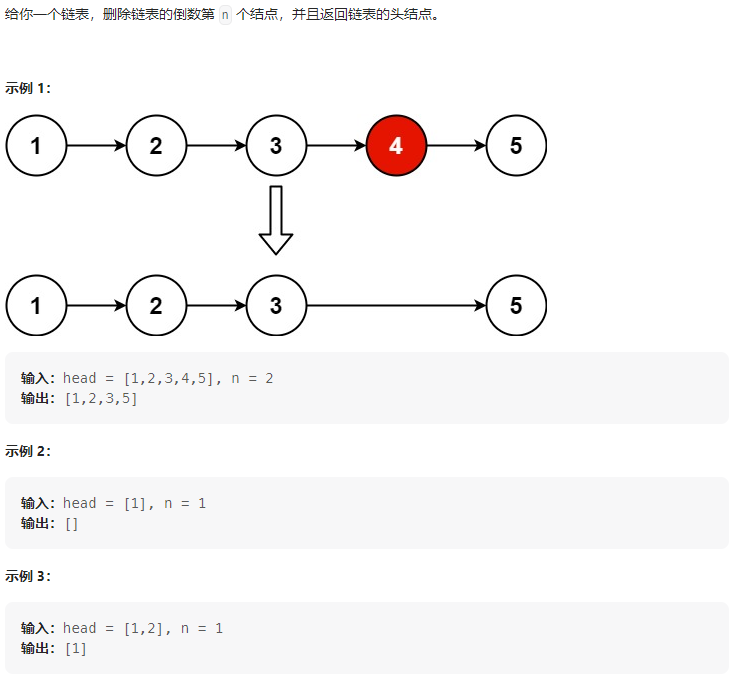 给你一个链表，删除链表的倒数第 n 个结点，并且返回链表的头结点。
示例 1：
1 2 3 4 5
1 2 3 5
输入：head = [1,2,3,4,5], n = 2
输出：[1,2,3,5]
示例 2：
输入：head = [1], n = 1
输出：[]
示例 3：
输入：head = [1,2], n = 1
输出：[1]